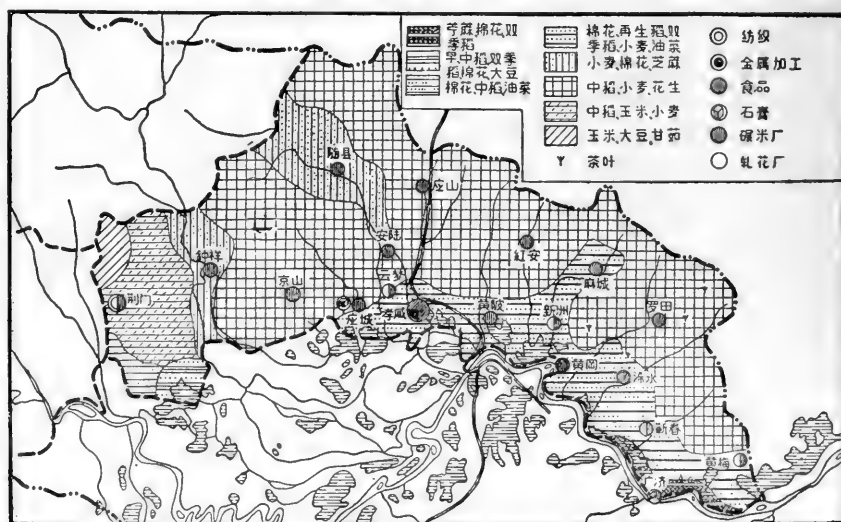 苧蔴、棉花、双
季稻
早、中稻、双季
稻、棉花、大豆
棉花、中稻、油菜
棉花、再生稻、双
季稻、小麦、油菜
小麦、棉花、芝蔴
中稻、小麦、花生
中稻、玉米、小麦
玉米、大豆、甘茹
茶叶
纺织
金属加工
食品
石膏
碾米厂
轧花厂
随县
应山
安陆
红安
钟祥
麻城
京山
云梦
荆门
应城
孝感
黄陂
新洲
罗田
黄冈
浠水
蕲春
黄梅
广济